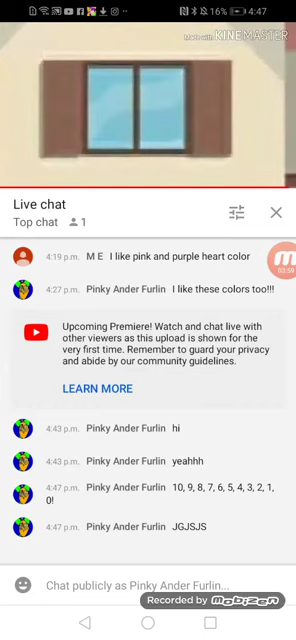 16% 4:47
Made with KINEMASTER
Live chat
Top chat 1
4:19 p.m. M E I like pink and purple heart color
03:59
4:27 p.m. Pinky Ander Furlin I like these colors too!!!
Upcoming Premiere! Watch and chat live with
other viewers as this upload is shown for the
very first time. Remember to guard your privacy
and abide by our community guidelines.
LEARN MORE
4:43 p.m. Pinky Ander Furlin hi
4:43 p.m. Pinky Ander Furlin yeahhh
4:47 p.m. Pinky Ander Furlin 10, 9, 8, 7, 6, 5, 4, 3, 2, 1,
0!
4:47 p.m. Pinky Ander Furlin JGJSJS
Chat publicly as Pinky Ander Furlin...
Recorded by mobizen